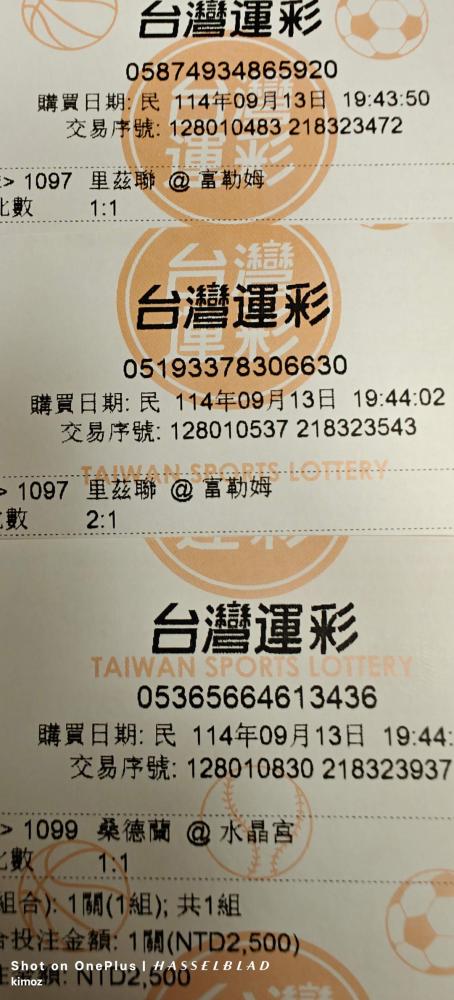 台灣運彩
05874934865920
購買日期: 民 114年09月13日 19:43:50
交易序號: 128010483 218323472
> 1097 里茲聯 @ 富勒姆
比數 1:1
台灣運彩
05193378306630
購買日期: 民 114年09月13日 19:44:02
交易序號: 128010537 218323543
TAIWAN SPORTS LOTTERY
> 1097 里茲聯 @ 富勒姆
比數 2:1
台灣運彩
TAIWAN SPORTS LOTTERY
05365664613436
購買日期: 民 114年09月13日 19:44:
交易序號: 128010830 218323937
> 1099 桑德蘭 @ 水晶宮
比數 1:1
組合): 1關(1組); 共1組
合投注金額: 1關(NTD2,500)
注金額: NTD2,500
Shot on OnePlus | HASSELBLAD
kimoz